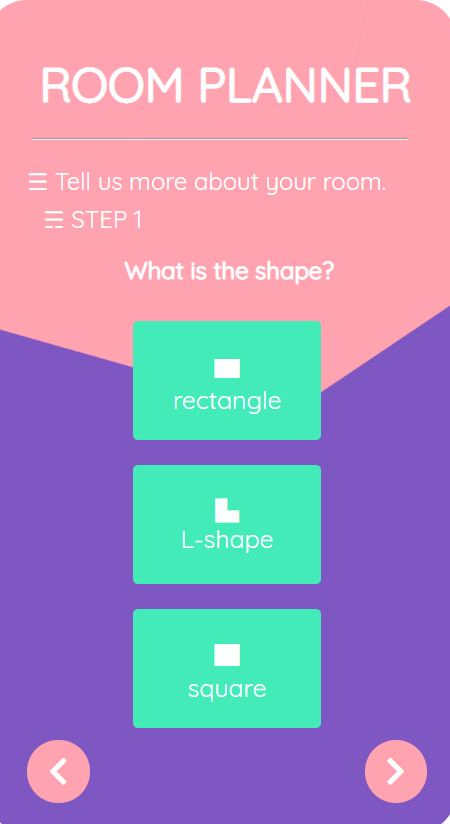 ROOM PLANNER
☰ Tell us more about your room.
☵ STEP 1
What is the shape?
rectangle
L-shape
square